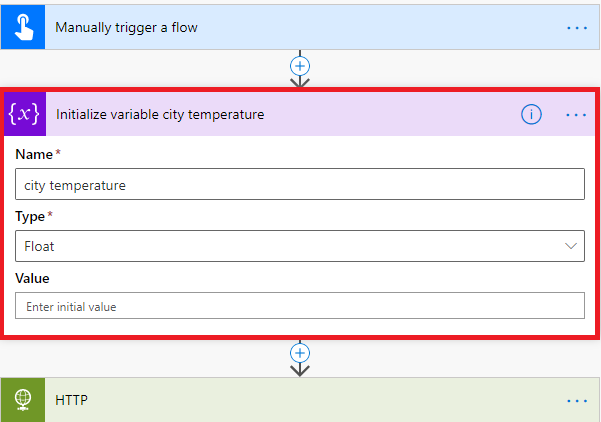 Manually trigger a flow
{x} Initialize variable city temperature
Name*
city temperature
Type*
Float
Value
Enter initial value
HTTP